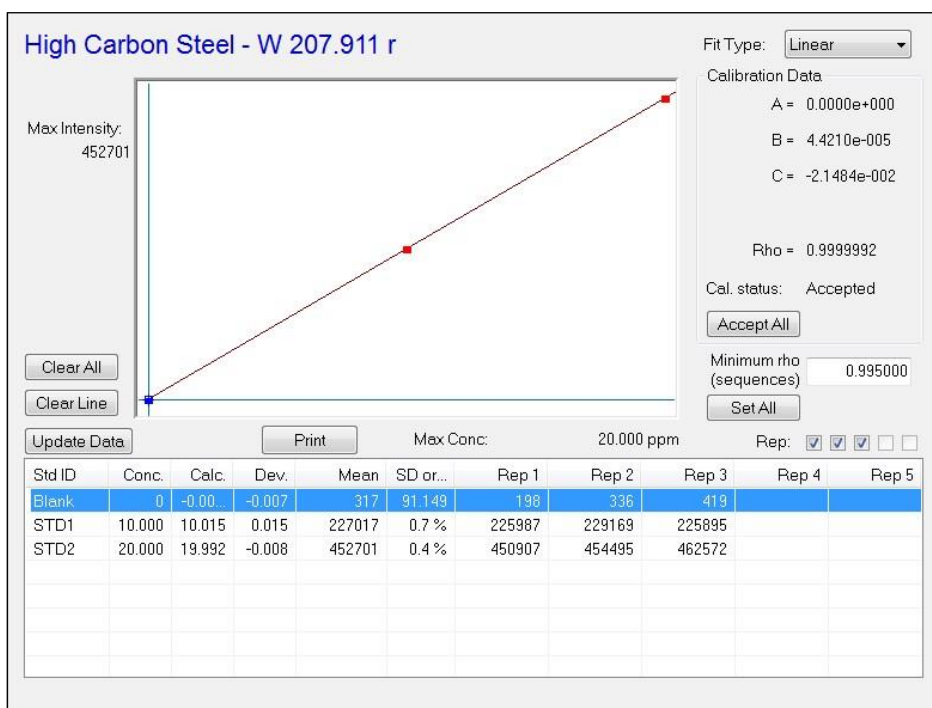 High Carbon Steel - W 207.911 r
Fit Type: Linear
Calibration Data
A = 0.0000e+000
Max Intensity:
452701
B = 4.4210e-005
C = -2.1484e-002
Rho = 0.9999992
Cal. status: Accepted
Accept All
Clear All
Minimum rho
(sequences) 0.995000
Clear Line
Set All
Update Data Print Max Conc: 20.000 ppm Rep:
Std ID Conc. Calc. Dev. Mean SD or... Rep 1 Rep 2 Rep 3 Rep 4 Rep 5
Blank 0 -0.00... -0.007 317 91.149 198 336 419
STD1 10.000 10.015 0.015 227017 0.7 % 225987 229169 225895
STD2 20.000 19.992 -0.008 452701 0.4 % 450907 454495 462572